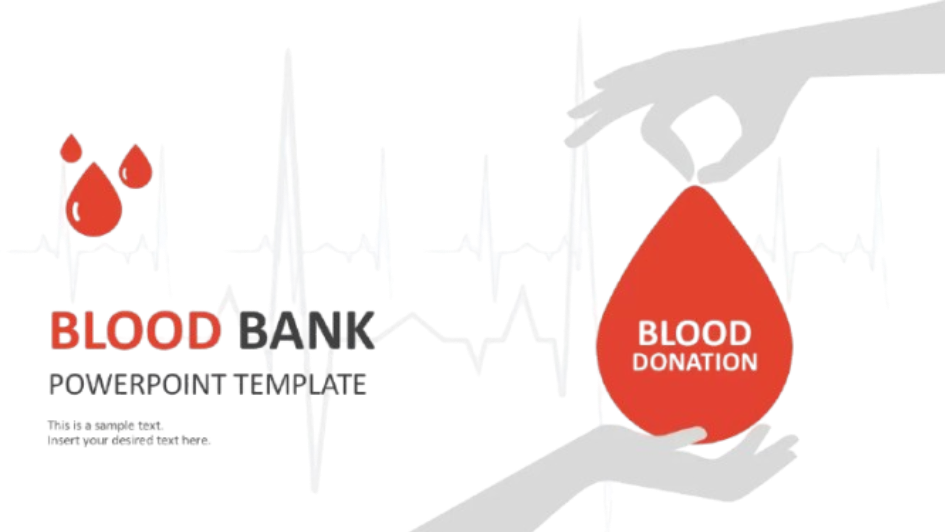 BLOOD BANK
POWERPOINT TEMPLATE
This is a sample text.
Insert your desired text here.
BLOOD
DONATION